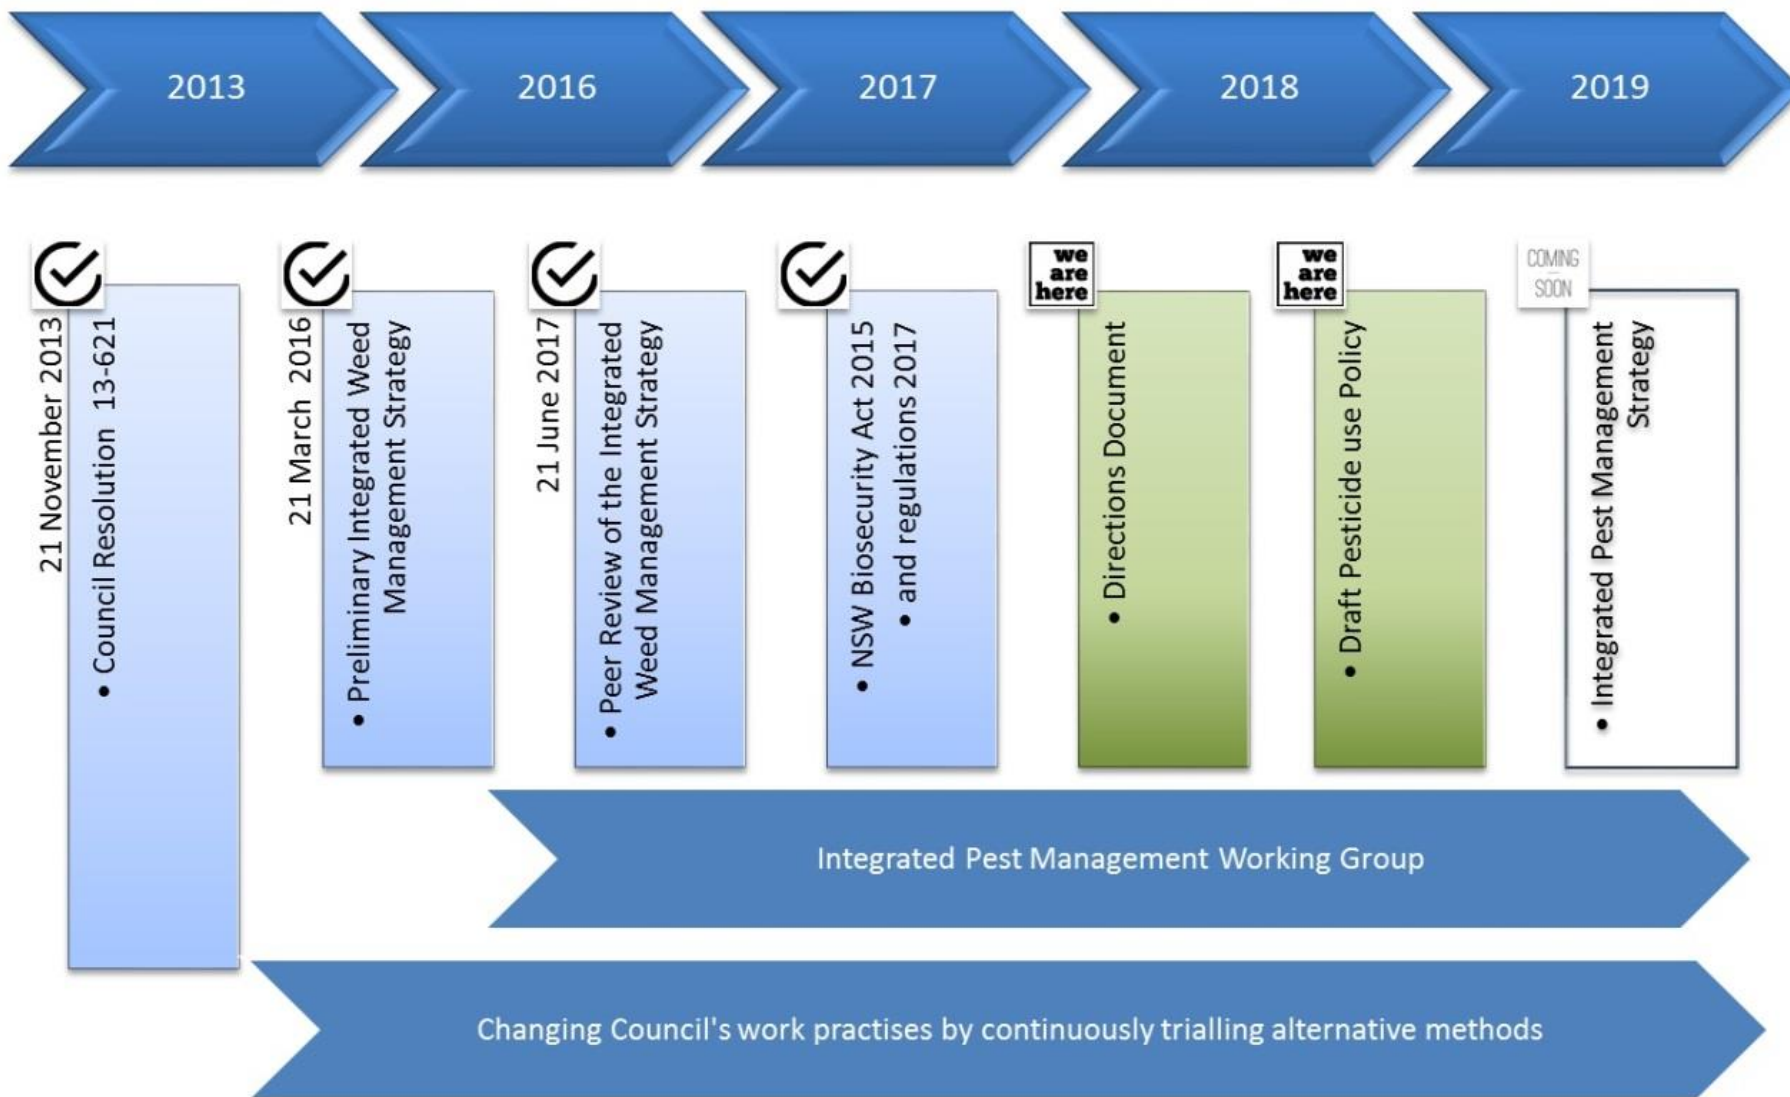 2013
2016
2017
2018
2019
21 November 2013
• Council Resolution 13-621
21 March 2016
• Preliminary Integrated Weed
Management Strategy
21 June 2017
• Peer Review of the Integrated
Weed Management Strategy
• NSW Biosecurity Act 2015
• and regulations 2017
we
are
here
• Directions Document
we
are
here
• Draft Pesticide use Policy
COMING
SOON
• Integrated Pest Management
Strategy
Integrated Pest Management Working Group
Changing Council's work practises by continuously trialling alternative methods